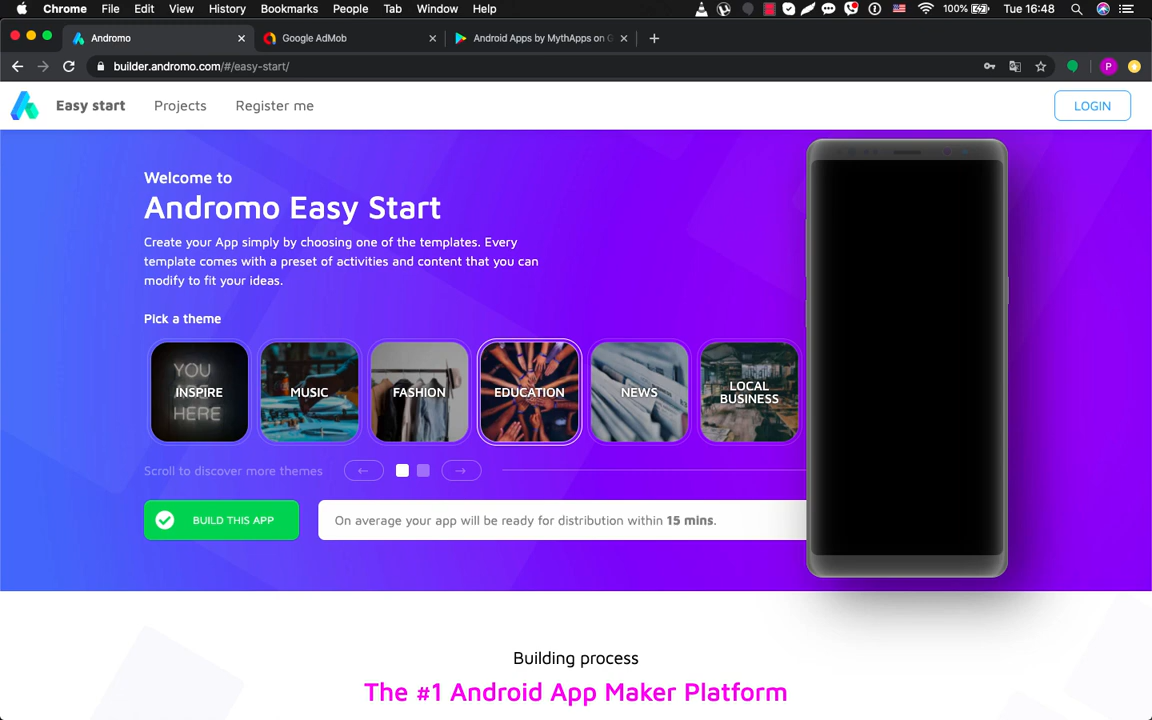 Chrome File Edit View History Bookmarks People Tab Window Help 100% Tue 16:48
Andromo
Google AdMob
Android Apps by MythApps on G
builder.andromo.com/#/easy-start/
P
Easy start
Projects
Register me
LOGIN
Welcome to
Andromo Easy Start
Create your App simply by choosing one of the templates. Every
template comes with a preset of activities and content that you can
modify to fit your ideas.
Pick a theme
YOU
ARE
HERE
INSPIRE
MUSIC
FASHION
EDUCATION
NEWS
LOCAL
BUSINESS
Scroll to discover more themes
BUILD THIS APP
On average your app will be ready for distribution within 15 mins.
Building process
The #1 Android App Maker Platform